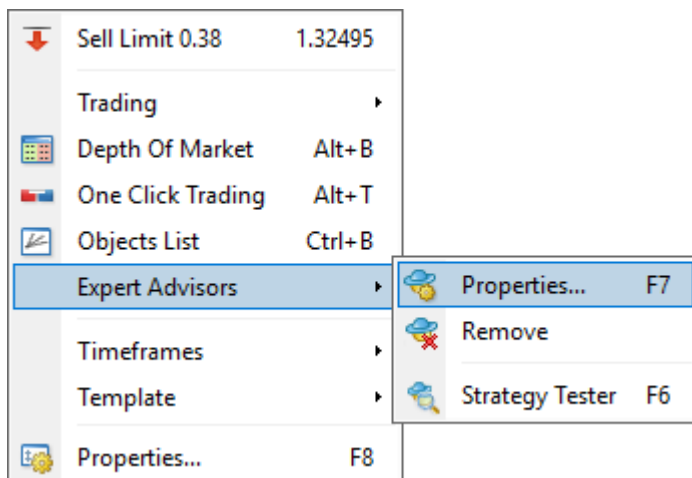 Sell Limit 0.38 1.32495
Trading
Depth Of Market Alt+B
One Click Trading Alt+T
Objects List Ctrl+B
Expert Advisors
Properties... F7
Remove
Timeframes
Strategy Tester F6
Template
Properties... F8